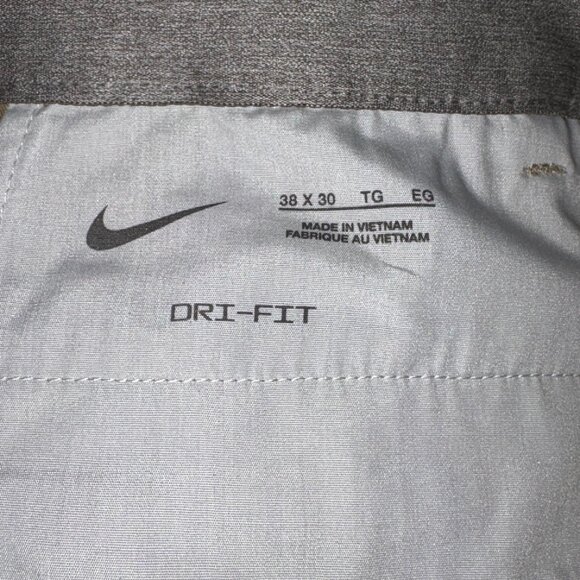 38 X 30 TG EG
MADE IN VIETNAM
FABRIQUE AU VIETNAM
DRI-FIT